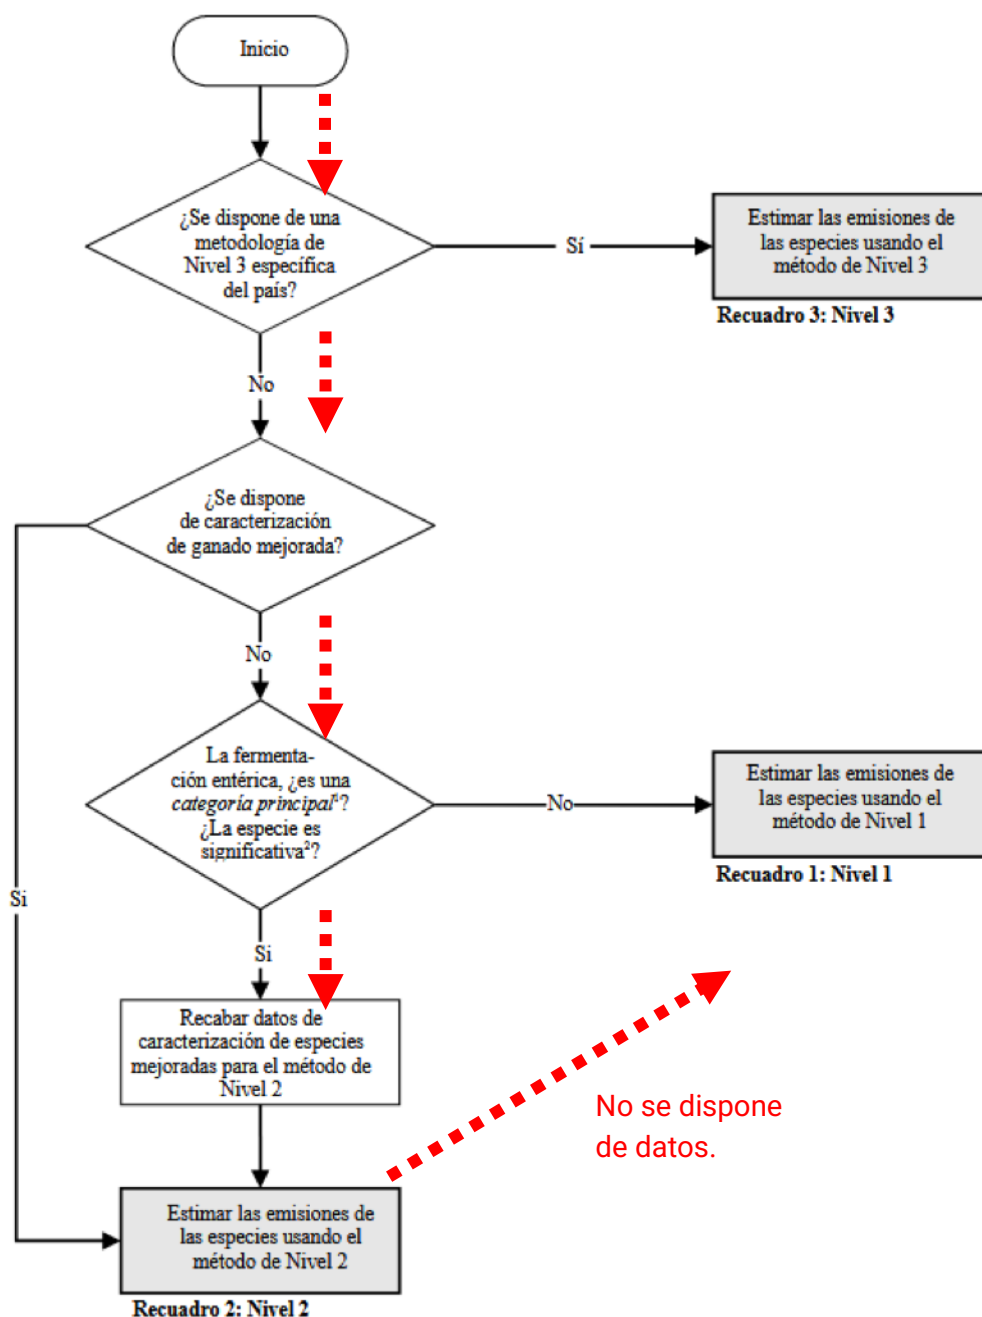 Inicio
¿Se dispone de una
metodología de
Nivel 3 específica
del país?
Sí
Estimar las emisiones de
las especies usando el
método de Nivel 3
Recuadro 3: Nivel 3
No
¿Se dispone
de caracterización
de ganado mejorada?
No
La fermenta-
ción entérica, ¿es una
categoría principal¹?
¿La especie es
significativa²?
No
Estimar las emisiones de
las especies usando el
método de Nivel 1
Recuadro 1: Nivel 1
Si
Si
Recabar datos de
caracterización de especies
mejoradas para el método de
Nivel 2
No se dispone
de datos.
Estimar las emisiones de
las especies usando el
método de Nivel 2
Recuadro 2: Nivel 2